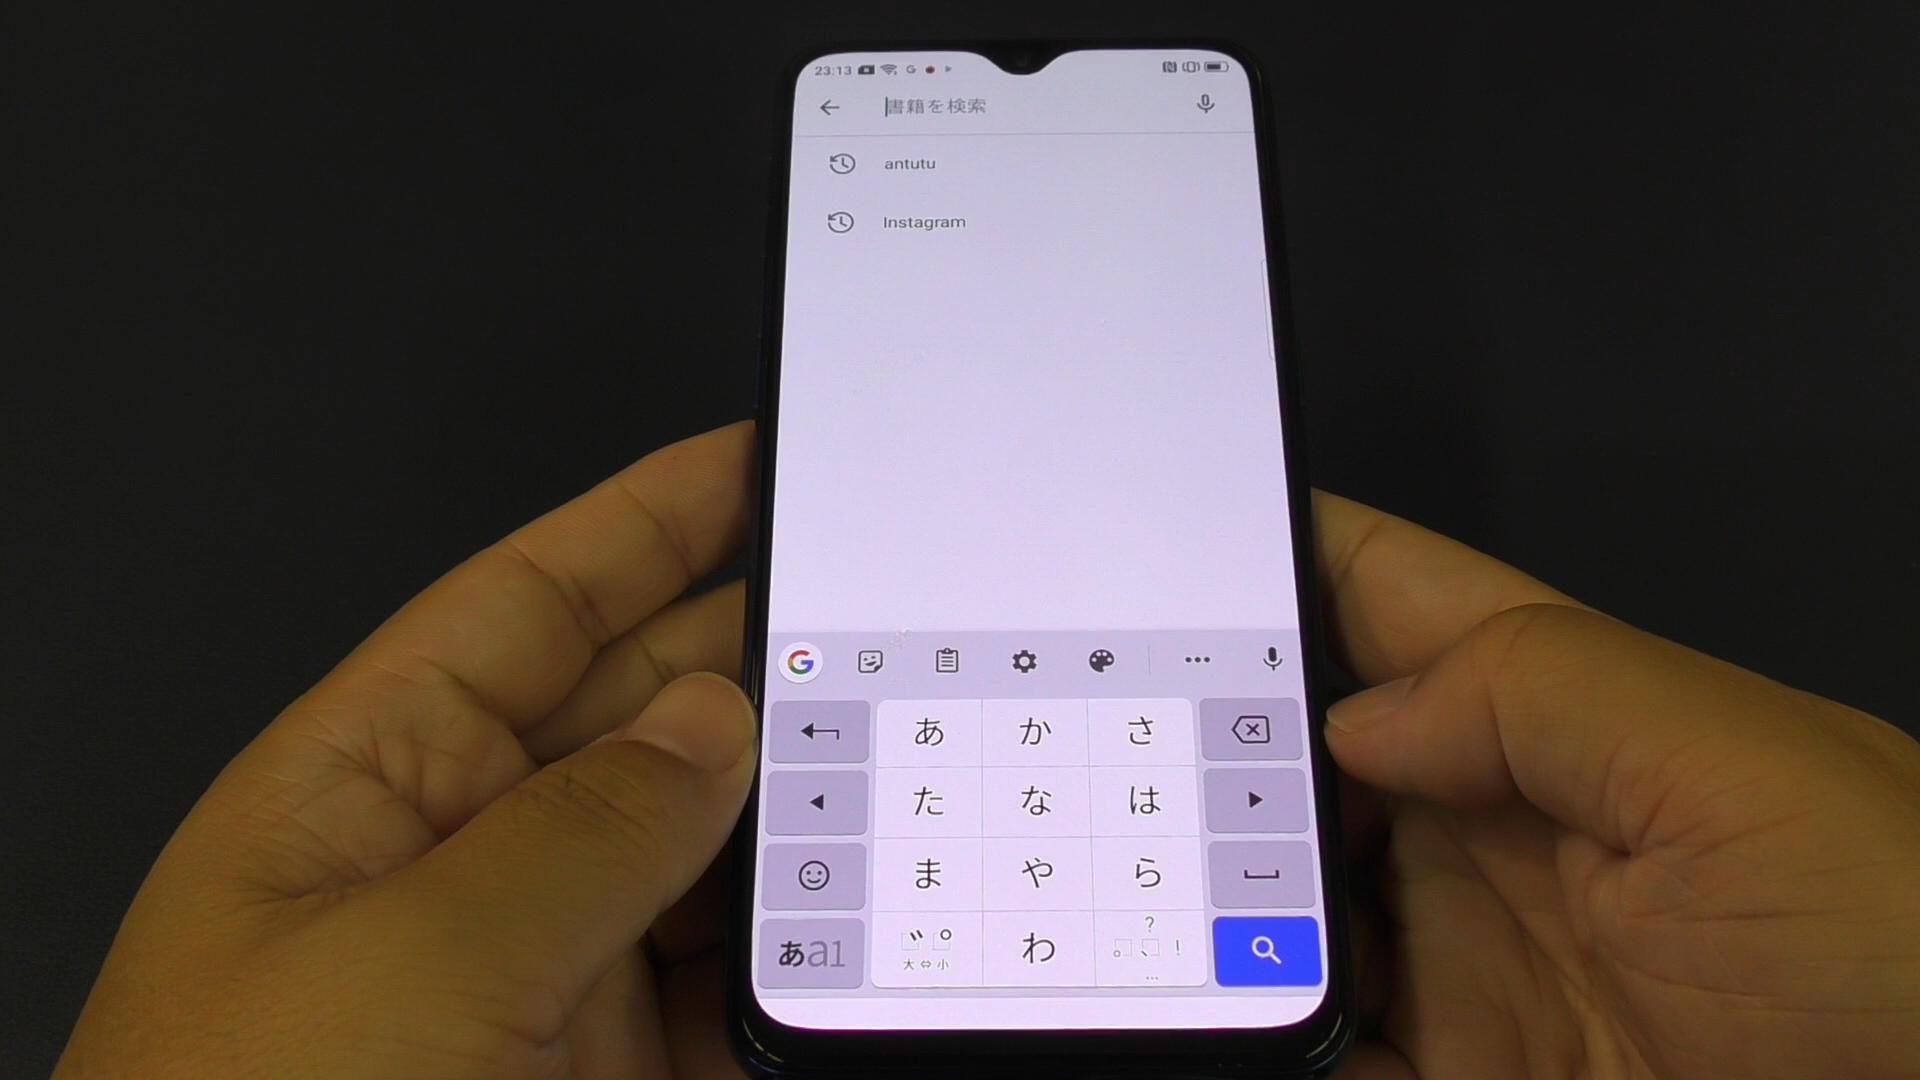 23:13
書籍を検索
antutu
Instagram
あ か さ
た な は
ま や ら
大⇔小 わ 。、?!…
あa1